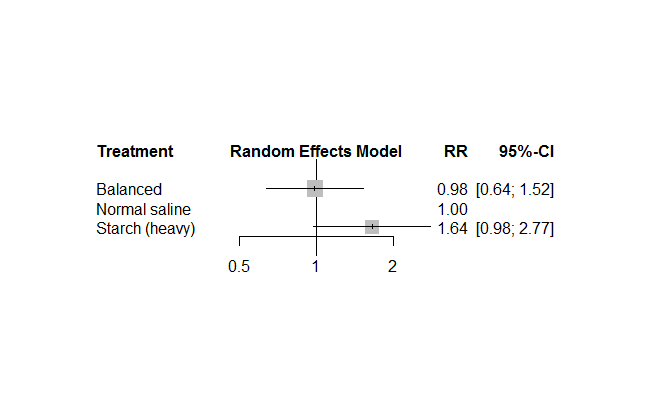 Treatment Random Effects Model RR 95%-CI
Balanced 0.98 [0.64; 1.52]
Normal saline 1.00
Starch (heavy) 1.64 [0.98; 2.77]
0.5 1 2